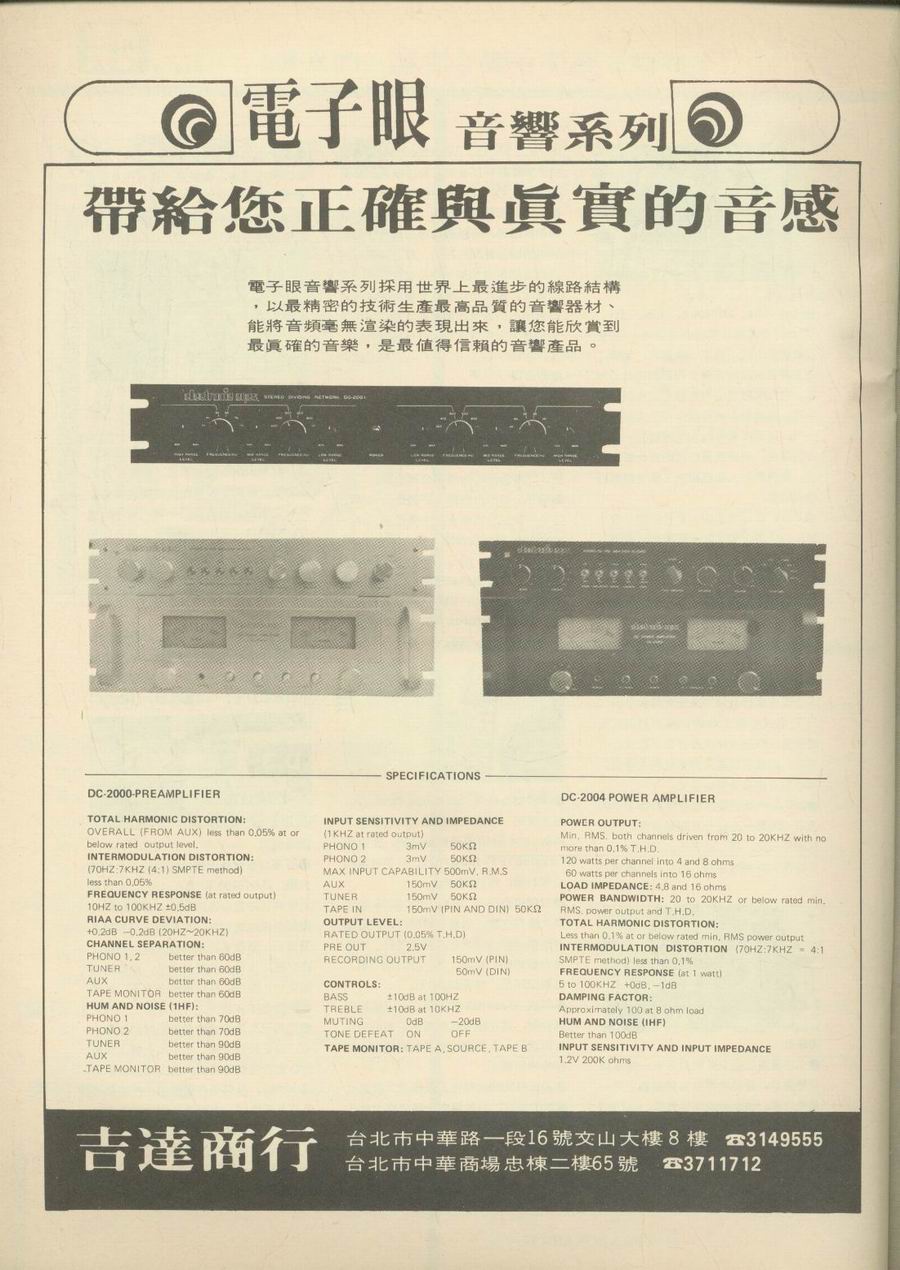 電子眼 音響系列
帶給您正確與眞實的音感
電子眼音響系列採用世界上最進步的線路結構
，以最精密的技術生產最高品質的音響器材、
能將音頻毫無渲染的表現出來，讓您能欣賞到
最眞確的音樂，是最值得信賴的音響產品。
STEREO DIVIDING NETWORK DC-2001
SPECIFICATIONS
DC-2000-PREAMPLIFIER
TOTAL HARMONIC DISTORTION:
OVERALL (FROM AUX) less than 0.05% at or
below rated output level.
INTERMODULATION DISTORTION:
(70HZ:7KHZ (4:1) SMPTE method)
less than 0,05%
FREQUENCY RESPONSE (at rated output)
10HZ to 100KHZ ±0,5dB
RIAA CURVE DEVIATION:
+0,2dB −0,2dB (20HZ~20KHZ)
CHANNEL SEPARATION:
PHONO 1, 2 better than 60dB
TUNER better than 60dB
AUX better than 60dB
TAPE MONITOR better than 60dB
HUM AND NOISE (1HF):
PHONO 1 better than 70dB
PHONO 2 better than 70dB
TUNER better than 90dB
AUX better than 90dB
TAPE MONITOR better than 90dB
INPUT SENSITIVITY AND IMPEDANCE
(1KHZ at rated output)
PHONO 1 3mV 50KΩ
PHONO 2 3mV 50KΩ
MAX INPUT CAPABILITY 500mV, R.M.S
AUX 150mV 50KΩ
TUNER 150mV 50KΩ
TAPE IN 150mV (PIN AND DIN) 50KΩ
OUTPUT LEVEL:
RATED OUTPUT (0,05% T.H,D)
PRE OUT 2,5V
RECORDING OUTPUT 150mV (PIN)
50mV (DIN)
CONTROLS:
BASS ±10dB at 100HZ
TREBLE ±10dB at 10KHZ
MUTING 0dB −20dB
TONE DEFEAT ON OFF
TAPE MONITOR: TAPE A, SOURCE, TAPE B
DC-2004 POWER AMPLIFIER
POWER OUTPUT:
Min, RMS, both channels driven from 20 to 20KHZ with no
more than 0,1% T.H.D.
120 watts per channel into 4 and 8 ohms
60 watts per channel into 16 ohms
LOAD IMPEDANCE: 4,8 and 16 ohms
POWER BANDWIDTH: 20 to 20KHZ or below rated min,
RMS, power output and T,H,D,
TOTAL HARMONIC DISTORTION:
Less than 0,1% at or below rated min, RMS power output
INTERMODULATION DISTORTION (70HZ:7KHZ = 4:1
SMPTE method) less than 0,1%
FREQUENCY RESPONSE (at 1 watt)
5 to 100KHZ +0dB, −1dB
DAMPING FACTOR:
Approximately 100 at 8 ohm load
HUM AND NOISE (IHF)
Better than 100dB
INPUT SENSITIVITY AND INPUT IMPEDANCE
1.2V 200K ohms
吉達商行
台北市中華路一段16號文山大樓8樓 ☎3149555
台北市中華商場忠棟二樓65號 ☎3711712